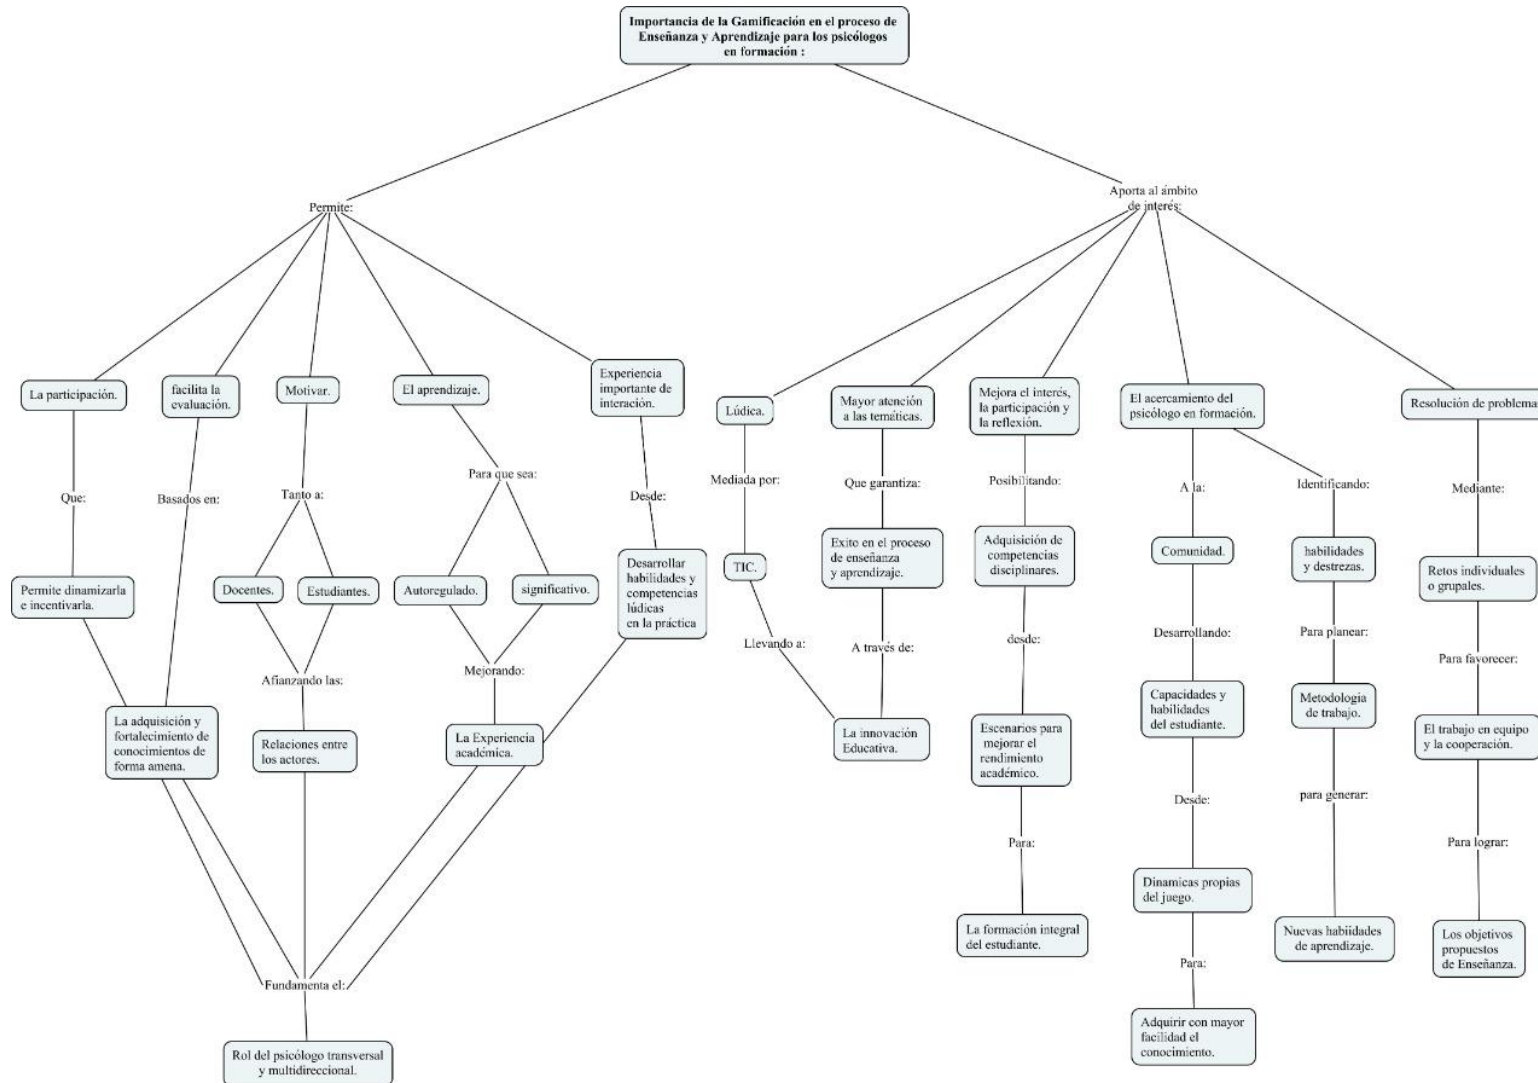 Importancia de la Gamificación en el proceso de
Enseñanza y Aprendizaje para los psicólogos
en formación :
Permite:
Aporta al ámbito
de interés:
La participación.
facilita la
evaluación.
Motivar.
El aprendizaje.
Experiencia
importante de
interación.
Lúdica.
Mayor atención
a las temáticas.
Mejora el interés,
la participación y
la reflexión.
El acercamiento del
psicólogo en formación.
Resolución de problema
Que:
Basados en:
Tanto a:
Para que sea:
Desde:
Mediada por:
Que garantiza:
Posibilitando:
A la:
Identificando:
Mediante:
Permite dinamizarla
e incentivarla.
Docentes.
Estudiantes.
Autoregulado.
significativo.
Desarrollar
habilidades y
competencias
lúdicas
en la práctica
TIC.
Exito en el proceso
de enseñanza
y aprendizaje.
Adquisición de
competencias
disciplinares.
Comunidad.
habilidades
y destrezas.
Retos individuales
o grupales.
Afianzando las:
Mejorando:
Llevando a:
A través de:
desde:
Desarrollando:
Para planear:
Para favorecer:
La adquisición y
fortalecimiento de
conocimientos de
forma amena.
Relaciones entre
los actores.
La Experiencia
académica.
La innovación
Educativa.
Escenarios para
mejorar el
rendimiento
académico.
Capacidades y
habilidades
del estudiante.
Metodologia
de trabajo.
El trabajo en equipo
y la cooperación.
Para:
Desde:
para generar:
Para lograr:
La formación integral
del estudiante.
Dinamicas propias
del juego.
Nuevas habiidades
de aprendizaje.
Los objetivos
propuestos
de Enseñanza.
Para:
Fundamenta el:
Adquirir con mayor
facilidad el
conocimiento.
Rol del psicólogo transversal
y multidireccional.